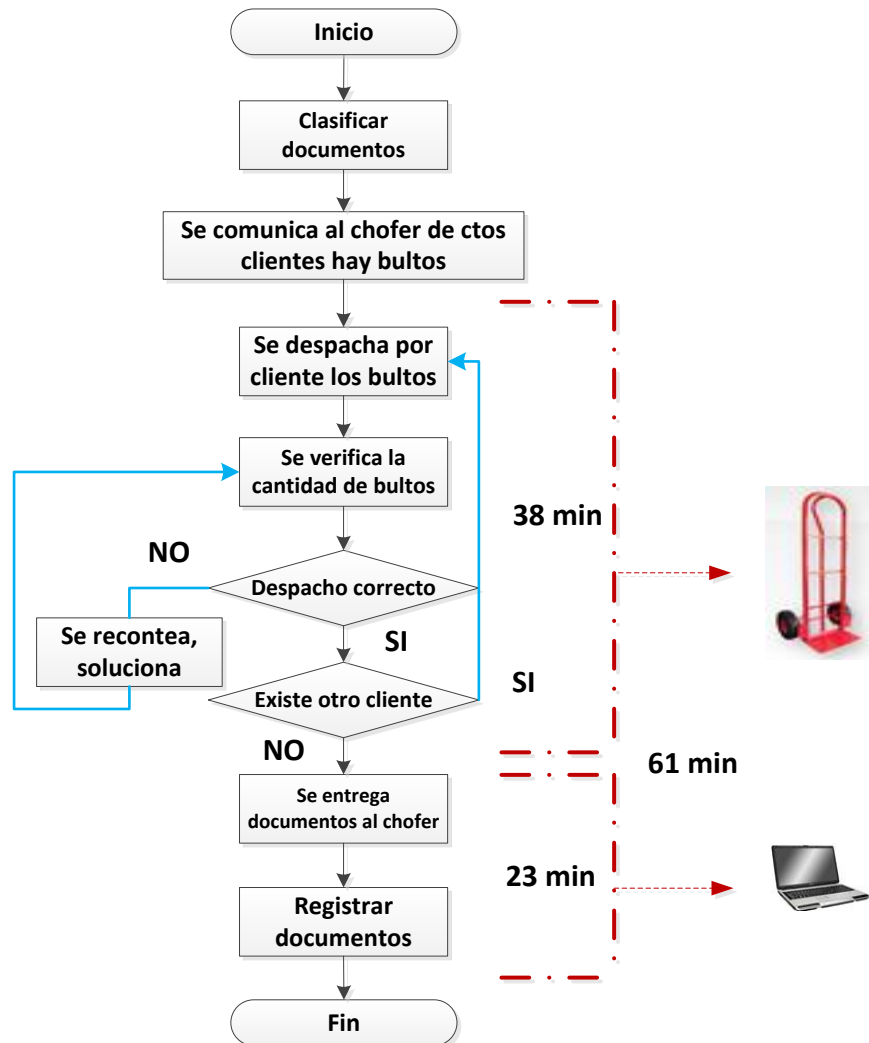 Inicio
Clasificar
documentos
Se comunica al chofer de ctos
clientes hay bultos
Se despacha por
cliente los bultos
Se verifica la
cantidad de bultos
38 min
NO
Despacho correcto
Se recontea,
soluciona
SI
Existe otro cliente
SI
NO
61 min
Se entrega
documentos al chofer
23 min
Registrar
documentos
Fin